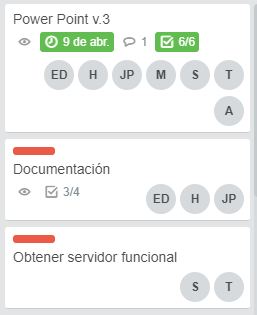 Power Point v.3
9 de abr. 1 6/6
ED H JP M S T
A
Documentación
3/4 ED H JP
Obtener servidor funcional
S T